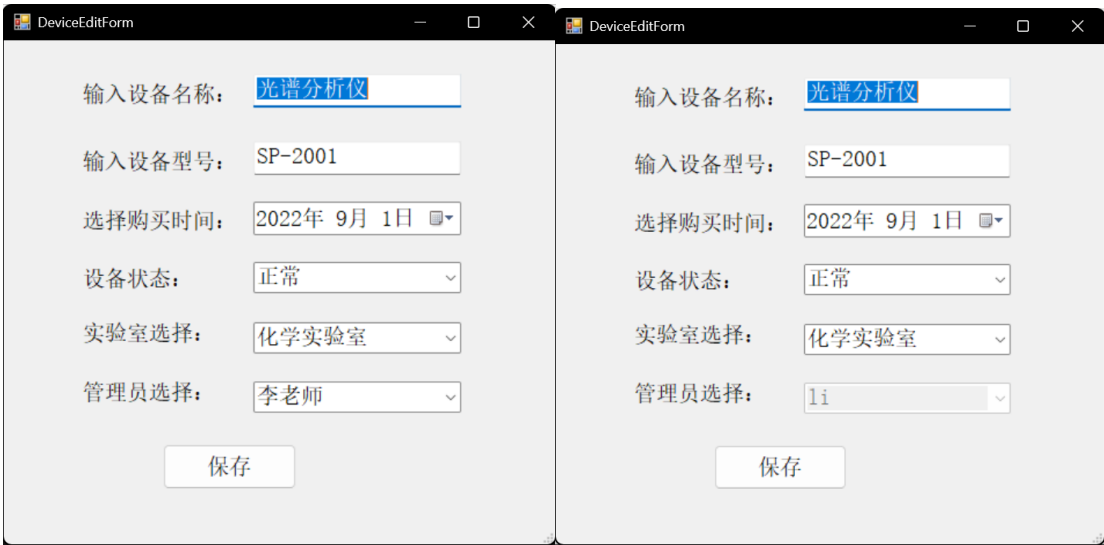 DeviceEditForm
输入设备名称： 光谱分析仪
输入设备型号： SP-2001
选择购买时间： 2022年 9月 1日
设备状态： 正常
实验室选择： 化学实验室
管理员选择： 李老师
保存
DeviceEditForm
输入设备名称： 光谱分析仪
输入设备型号： SP-2001
选择购买时间： 2022年 9月 1日
设备状态： 正常
实验室选择： 化学实验室
管理员选择： li
保存